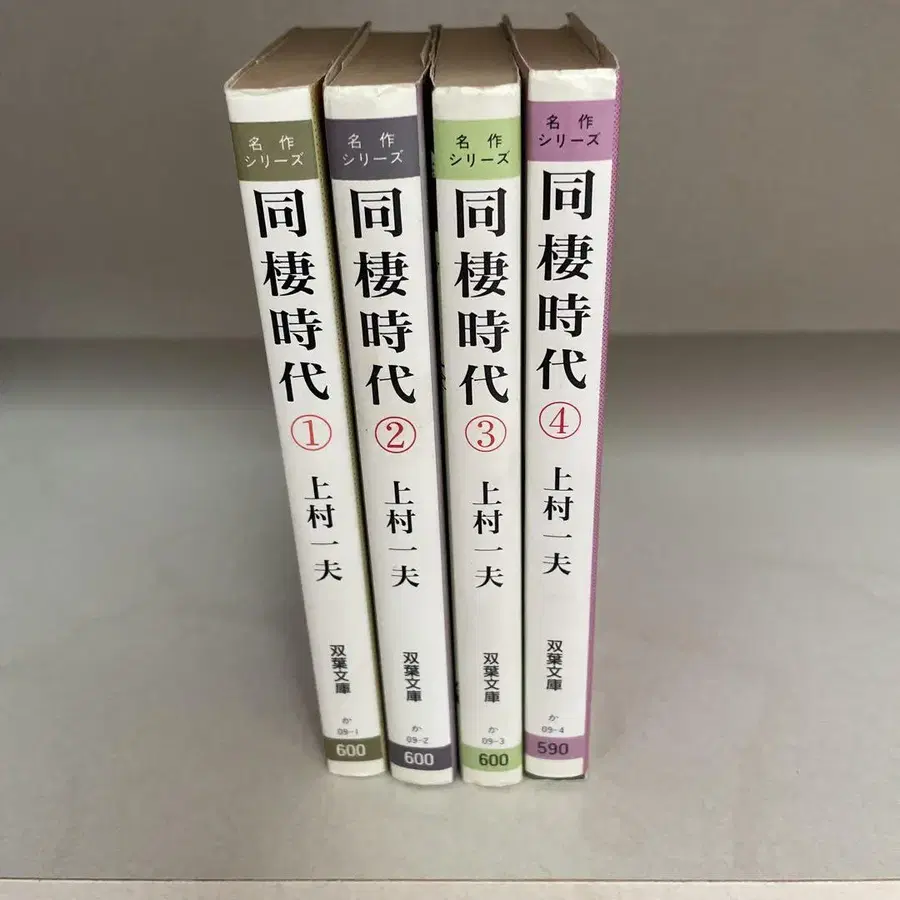 名作
シリーズ
同棲時代
①
上村一夫
双葉文庫
か
09-1
600
名作
シリーズ
同棲時代
②
上村一夫
双葉文庫
か
09-2
600
名作
シリーズ
同棲時代
③
上村一夫
双葉文庫
か
09-3
600
名作
シリーズ
同棲時代
④
上村一夫
双葉文庫
か
09-4
590